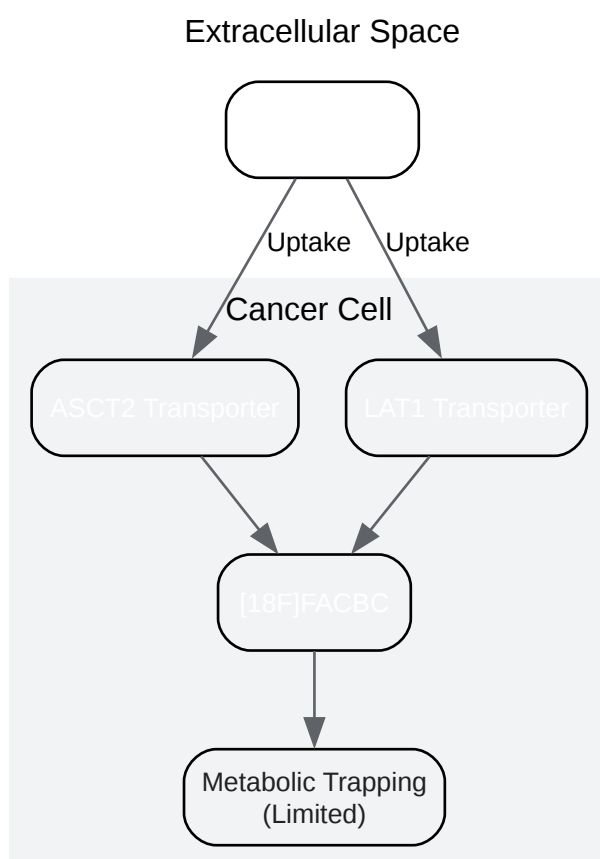 Extracellular Space
Uptake Uptake
Cancer Cell
ASCT2 Transporter LAT1 Transporter
[18F]FACBC
Metabolic Trapping
(Limited)